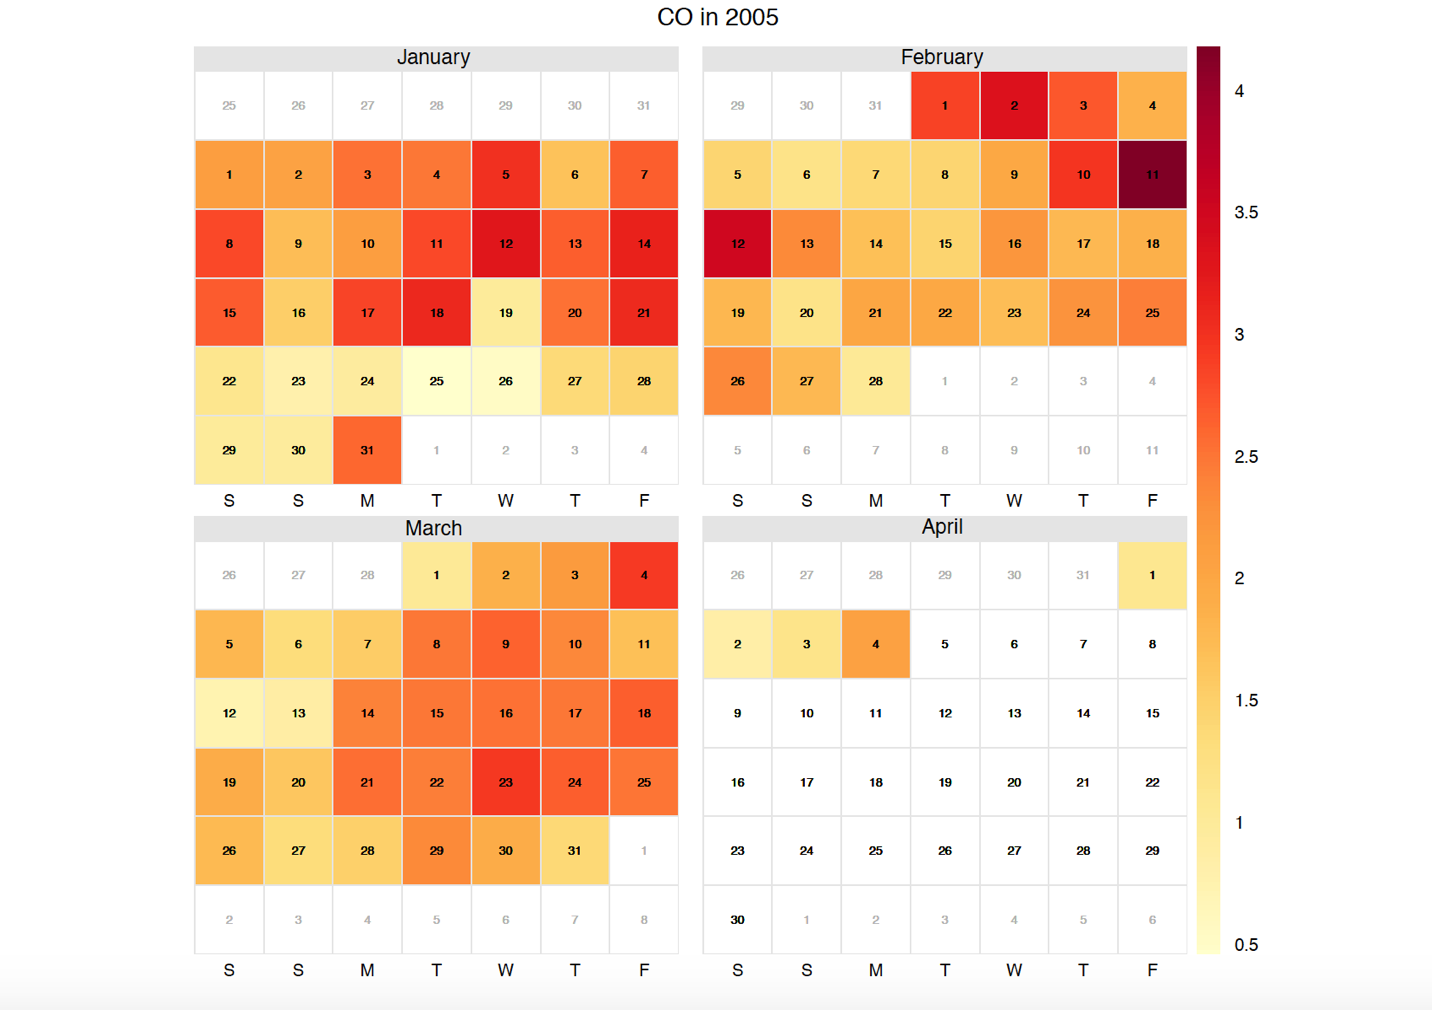 CO in 2005
January
25 26 27 28 29 30 31
1 2 3 4 5 6 7
8 9 10 11 12 13 14
15 16 17 18 19 20 21
22 23 24 25 26 27 28
29 30 31 1 2 3 4
S S M T W T F
February
29 30 31 1 2 3 4
5 6 7 8 9 10 11
12 13 14 15 16 17 18
19 20 21 22 23 24 25
26 27 28 1 2 3 4
5 6 7 8 9 10 11
S S M T W T F
March
26 27 28 1 2 3 4
5 6 7 8 9 10 11
12 13 14 15 16 17 18
19 20 21 22 23 24 25
26 27 28 29 30 31 1
2 3 4 5 6 7 8
S S M T W T F
April
26 27 28 29 30 31 1
2 3 4 5 6 7 8
9 10 11 12 13 14 15
16 17 18 19 20 21 22
23 24 25 26 27 28 29
30 1 2 3 4 5 6
S S M T W T F
4
3.5
3
2.5
2
1.5
1
0.5